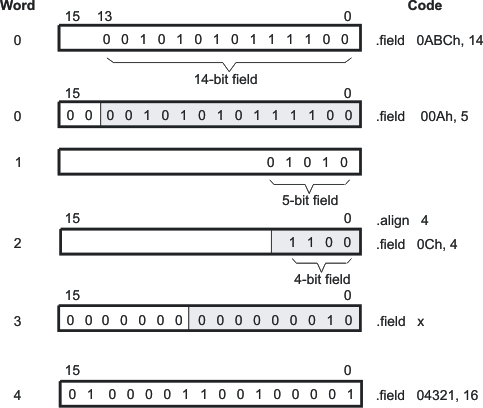 Word Code
15 13 0
0 0 0 1 0 1 0 1 0 1 1 1 1 0 0 .field 0ABCh, 14
14-bit field
15 0
0 0 0 0 0 1 0 1 0 1 0 1 1 1 1 0 0 .field 00Ah, 5
1 0 1 0 1 0
5-bit field
15 0 .align 4
2 1 1 0 0 .field 0Ch, 4
4-bit field
15 0
3 0 0 0 0 0 0 0 0 0 0 0 0 0 0 1 0 .field x
15 0
4 0 1 0 0 0 0 1 1 0 0 1 0 0 0 0 1 .field 04321, 16